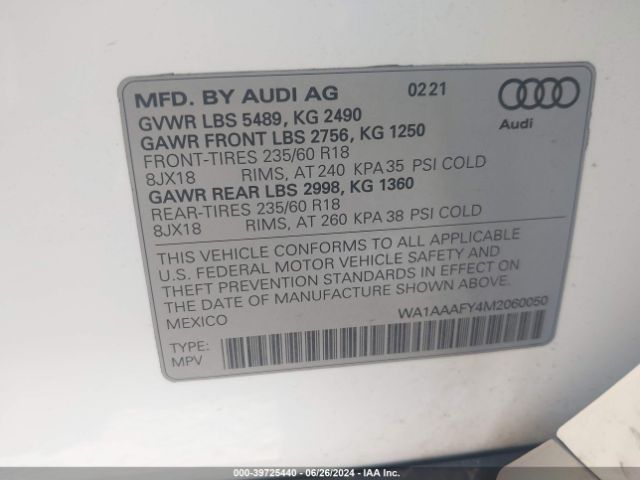 MFD. BY AUDI AG 0221
GVWR LBS 5489, KG 2490
GAWR FRONT LBS 2756, KG 1250
FRONT-TIRES 235/60 R18
8JX18 RIMS, AT 240 KPA 35 PSI COLD
GAWR REAR LBS 2998, KG 1360
REAR-TIRES 235/60 R18
8JX18 RIMS, AT 260 KPA 38 PSI COLD
Audi
THIS VEHICLE CONFORMS TO ALL APPLICABLE
U.S. FEDERAL MOTOR VEHICLE SAFETY AND
THEFT PREVENTION STANDARDS IN EFFECT ON
THE DATE OF MANUFACTURE SHOWN ABOVE.
MEXICO WA1AAAFY4M2060050
TYPE:
MPV
000-39725440 - 06/26/2024 - IAA Inc.